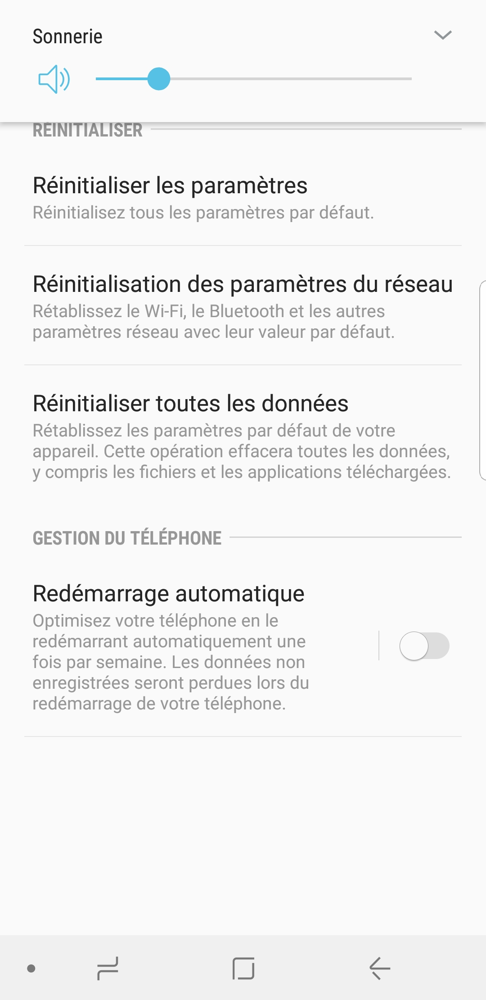 Sonnerie
RÉINITIALISER
Réinitialiser les paramètres
Réinitialisez tous les paramètres par défaut.
Réinitialisation des paramètres du réseau
Rétablissez le Wi-Fi, le Bluetooth et les autres
paramètres réseau avec leur valeur par défaut.
Réinitialiser toutes les données
Rétablissez les paramètres par défaut de votre
appareil. Cette opération effacera toutes les données,
y compris les fichiers et les applications téléchargées.
GESTION DU TÉLÉPHONE
Redémarrage automatique
Optimisez votre téléphone en le
redémarrant automatiquement une
fois par semaine. Les données non
enregistrées seront perdues lors du
redémarrage de votre téléphone.